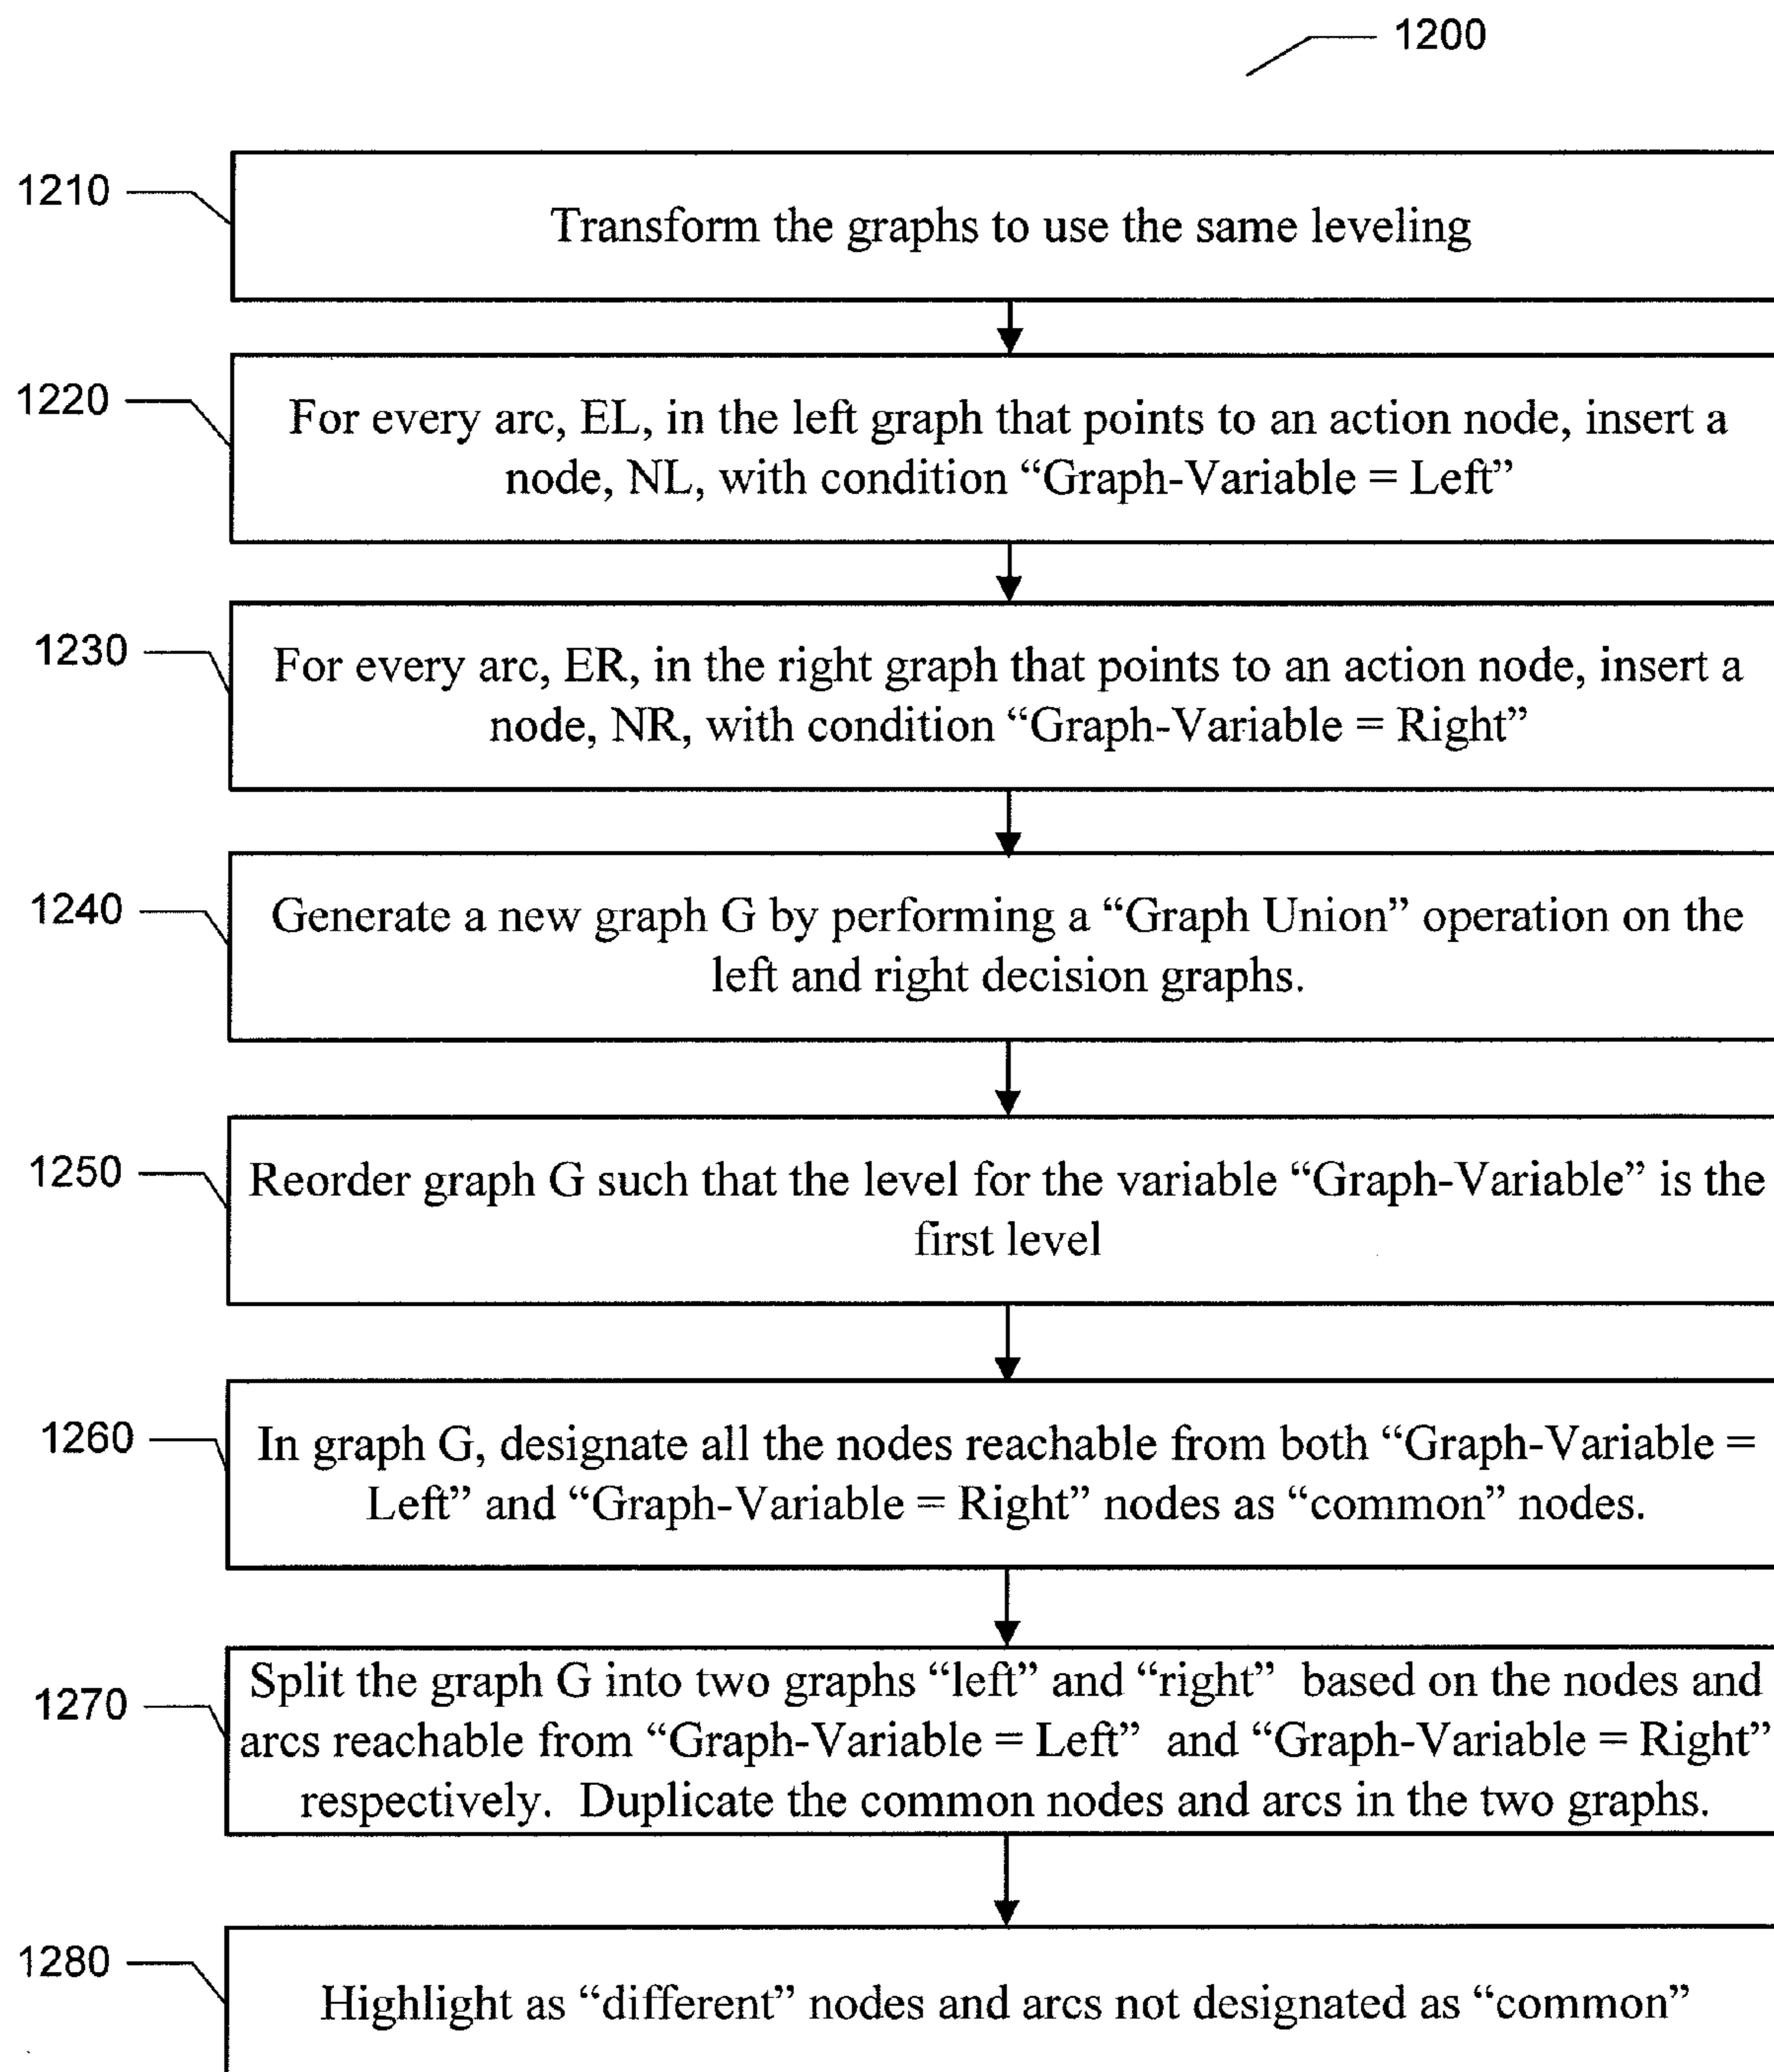 1200
1210
Transform the graphs to use the same leveling
1220
For every arc, EL, in the left graph that points to an action node, insert a
node, NL, with condition “Graph-Variable = Left”
1230
For every arc, ER, in the right graph that points to an action node, insert a
node, NR, with condition “Graph-Variable = Right”
1240
Generate a new graph G by performing a “Graph Union” operation on the
left and right decision graphs.
1250
Reorder graph G such that the level for the variable “Graph-Variable” is the
first level
1260
In graph G, designate all the nodes reachable from both “Graph-Variable =
Left” and “Graph-Variable = Right” nodes as “common” nodes.
1270
Split the graph G into two graphs “left” and “right” based on the nodes and
arcs reachable from “Graph-Variable = Left” and “Graph-Variable = Right”
respectively. Duplicate the common nodes and arcs in the two graphs.
1280
Highlight as “different” nodes and arcs not designated as “common”